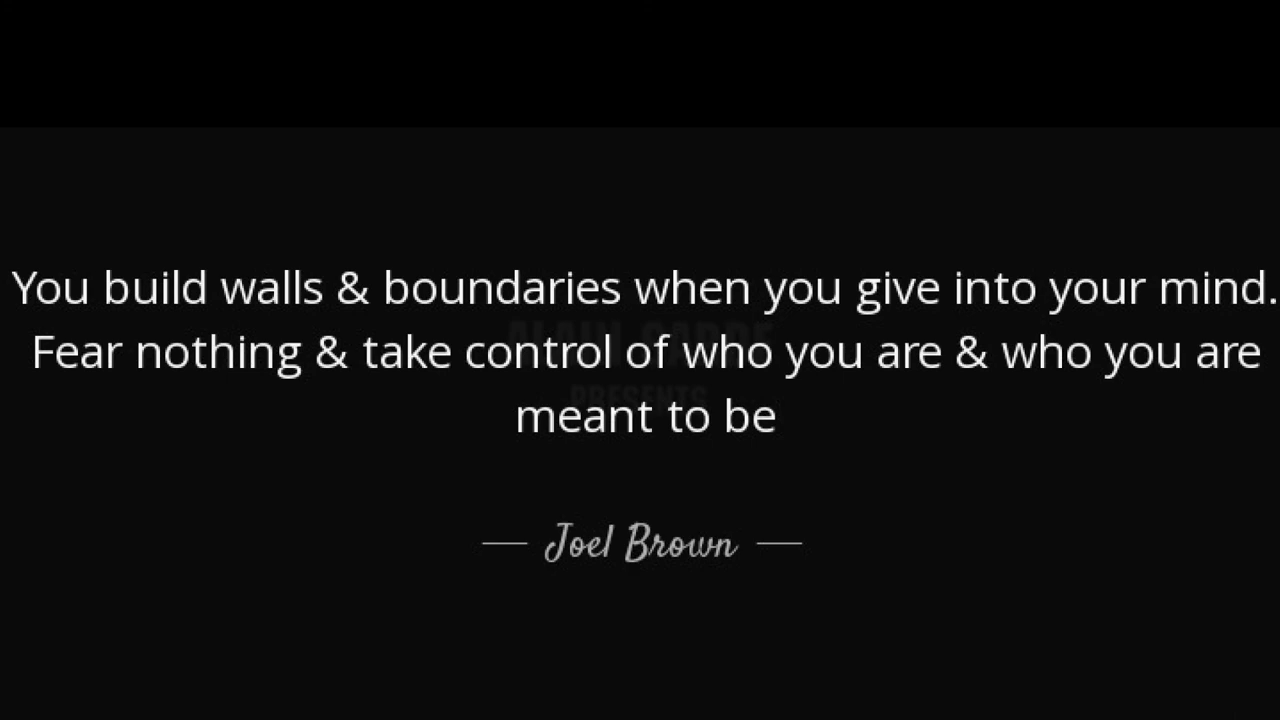 You build walls & boundaries when you give into your mind.
Fear nothing & take control of who you are & who you are
meant to be
PRESENTS
— Joel Brown —